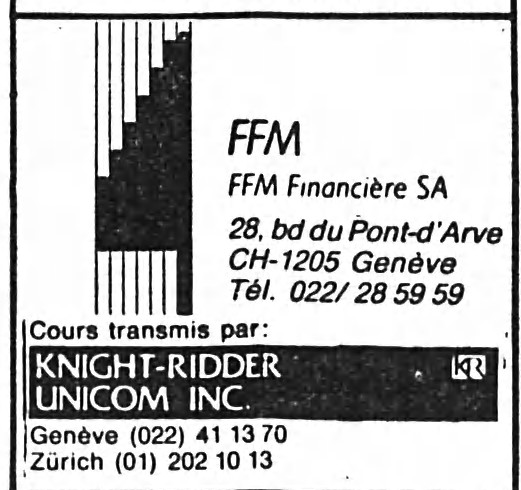 FFM
FFM Financière SA
28, bd du Pont-d'Arve
CH-1205 Genève
Tél. 022/ 28 59 59
Cours transmis par:
KNIGHT-RIDDER KR
UNICOM INC.
Genève (022) 41 13 70
Zürich (01) 202 10 13